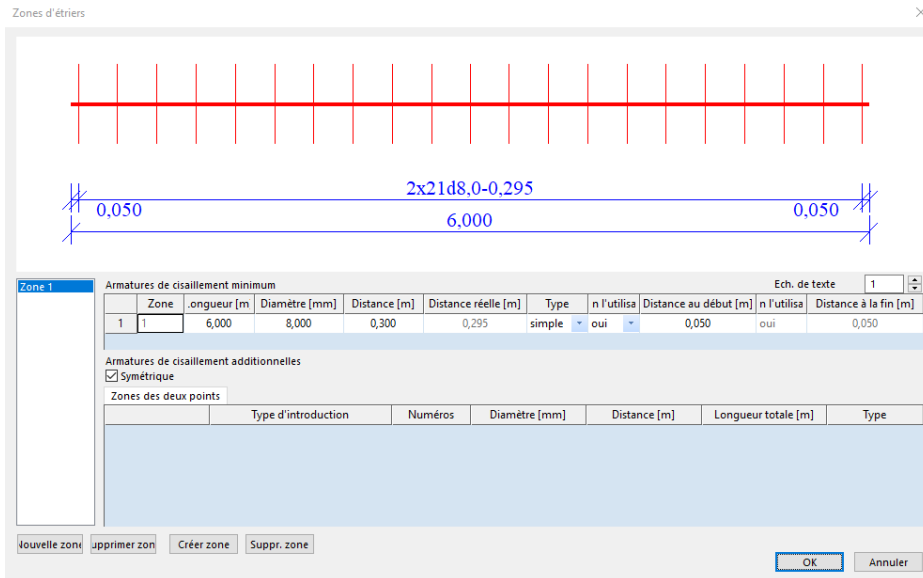 Zones d'étriers
2x21d8,0-0,295
0,050
0,050
6,000
Zone 1
Armatures de cisaillement minimum
Ech. de texte
1
Zone
.ongueur [m
Diamètre [mm]
Distance [m]
Distance réelle [m]
Type
n l'utilisa
Distance au début [m]
n l'utilisa
Distance à la fin [m]
1
1
6,000
8,000
0,300
0,295
simple
oui
0,050
oui
0,050
Armatures de cisaillement additionnelles
Symétrique
Zones des deux points
Type d'introduction
Numéros
Diamètre [mm]
Distance [m]
Longueur totale [m]
Type
Nouvelle zone
upprimer zon
Créer zone
Suppr. zone
OK
Annuler